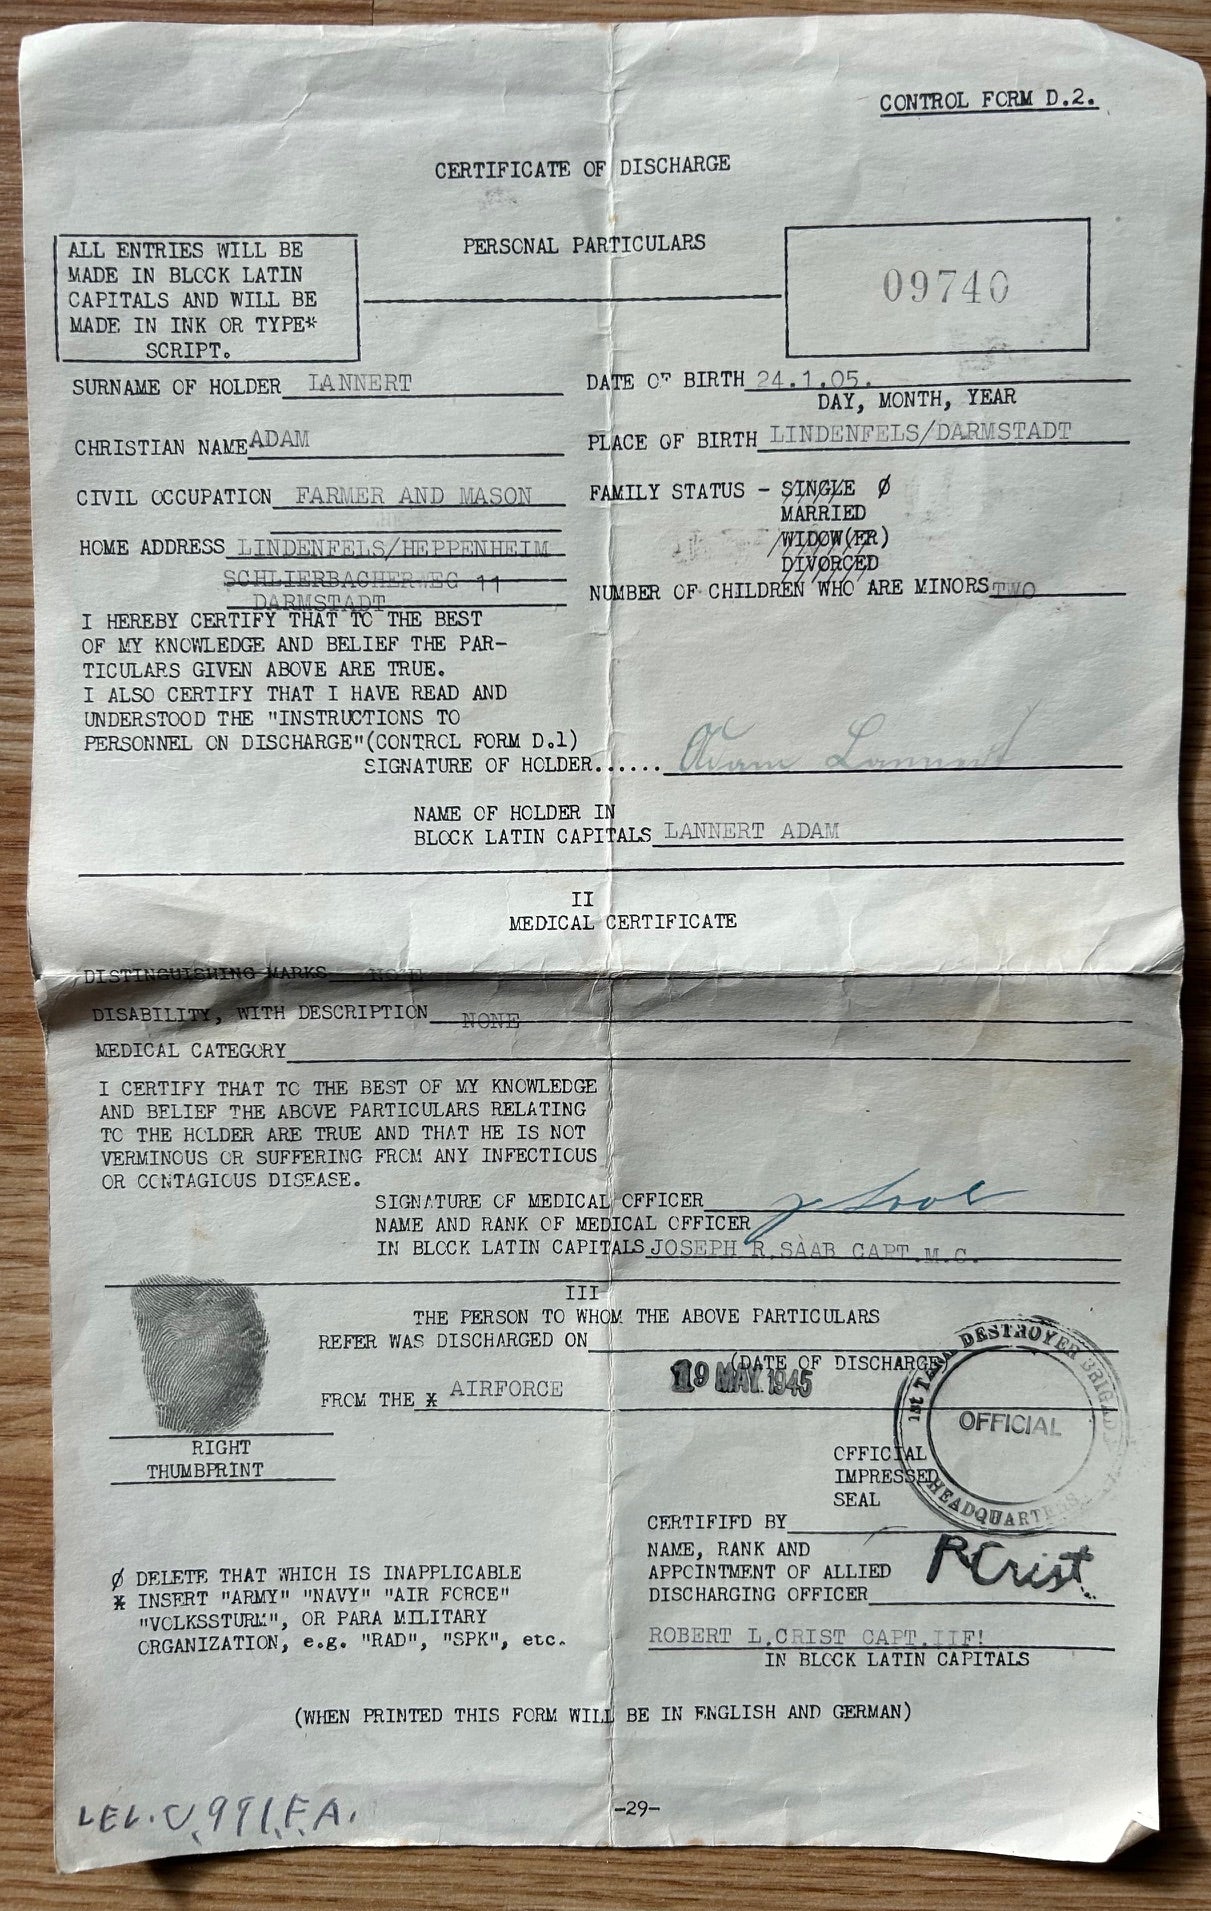 CONTROL FORM D.2.
CERTIFICATE OF DISCHARGE
ALL ENTRIES WILL BE
MADE IN BLOCK LATIN
CAPITALS AND WILL BE
MADE IN INK OR TYPE*
SCRIPT.
PERSONAL PARTICULARS
09740
SURNAME OF HOLDER LANNERT
DATE OF BIRTH 24.1.05.
DAY, MONTH, YEAR
CHRISTIAN NAME ADAM
PLACE OF BIRTH LINDENFELS/DARMSTADT
CIVIL OCCUPATION FARMER AND MASON
FAMILY STATUS - SINGLE Ø
MARRIED
WIDOW(ER)
DIVORCED
HOME ADDRESS LINDENFELS/HEPPENHEIM
SCHLIERBACHERWEG 11
DARMSTADT
NUMBER OF CHILDREN WHO ARE MINORS TWO
I HEREBY CERTIFY THAT TO THE BEST
OF MY KNOWLEDGE AND BELIEF THE PAR-
TICULARS GIVEN ABOVE ARE TRUE.
I ALSO CERTIFY THAT I HAVE READ AND
UNDERSTOOD THE "INSTRUCTIONS TO
PERSONNEL ON DISCHARGE"(CONTROL FORM D.1)
SIGNATURE OF HOLDER...... Adam Lannert
NAME OF HOLDER IN
BLOCK LATIN CAPITALS LANNERT ADAM
II
MEDICAL CERTIFICATE
DISTINGUISHING MARKS NONE
DISABILITY, WITH DESCRIPTION NONE
MEDICAL CATEGORY
I CERTIFY THAT TO THE BEST OF MY KNOWLEDGE
AND BELIEF THE ABOVE PARTICULARS RELATING
TO THE HOLDER ARE TRUE AND THAT HE IS NOT
VERMINOUS OR SUFFERING FROM ANY INFECTIOUS
OR CONTAGIOUS DISEASE.
SIGNATURE OF MEDICAL OFFICER
NAME AND RANK OF MEDICAL OFFICER
IN BLOCK LATIN CAPITALS JOSEPH R.SAAB CAPT.M.C.
III
THE PERSON TO WHOM THE ABOVE PARTICULARS
REFER WAS DISCHARGED ON
(DATE OF DISCHARGE
19 MAY 1945
FROM THE * AIRFORCE
RIGHT
THUMBPRINT
1st TANK DESTROYER BRIGADE
OFFICIAL
HEADQUARTERS
OFFICIAL
IMPRESSED
SEAL
CERTIFIFD BY
NAME, RANK AND
APPOINTMENT OF ALLIED
DISCHARGING OFFICER
RCrist
ROBERT L.CRIST CAPT.IIF!
IN BLOCK LATIN CAPITALS
Ø DELETE THAT WHICH IS INAPPLICABLE
* INSERT "ARMY" "NAVY" "AIR FORCE"
"VOLKSSTURM", OR PARA MILITARY
ORGANIZATION, e.g. "RAD", "SPK", etc.
(WHEN PRINTED THIS FORM WILL BE IN ENGLISH AND GERMAN)
-29-